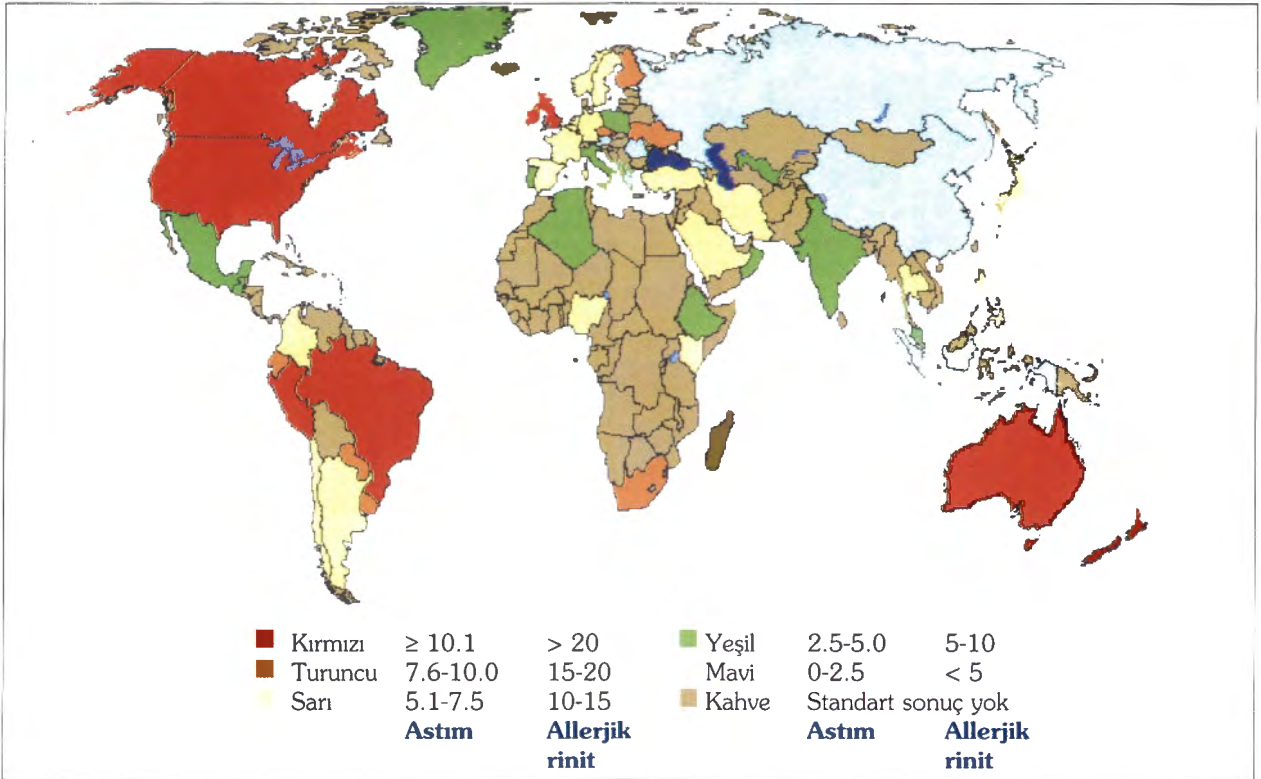 Kırmızı ≥ 10.1 > 20 Yeşil 2.5-5.0 5-10
Turuncu 7.6-10.0 15-20 Mavi 0-2.5 < 5
Sarı 5.1-7.5 10-15 Kahve Standart sonuç yok
Astım Allerjik Astım Allerjik
rinit rinit